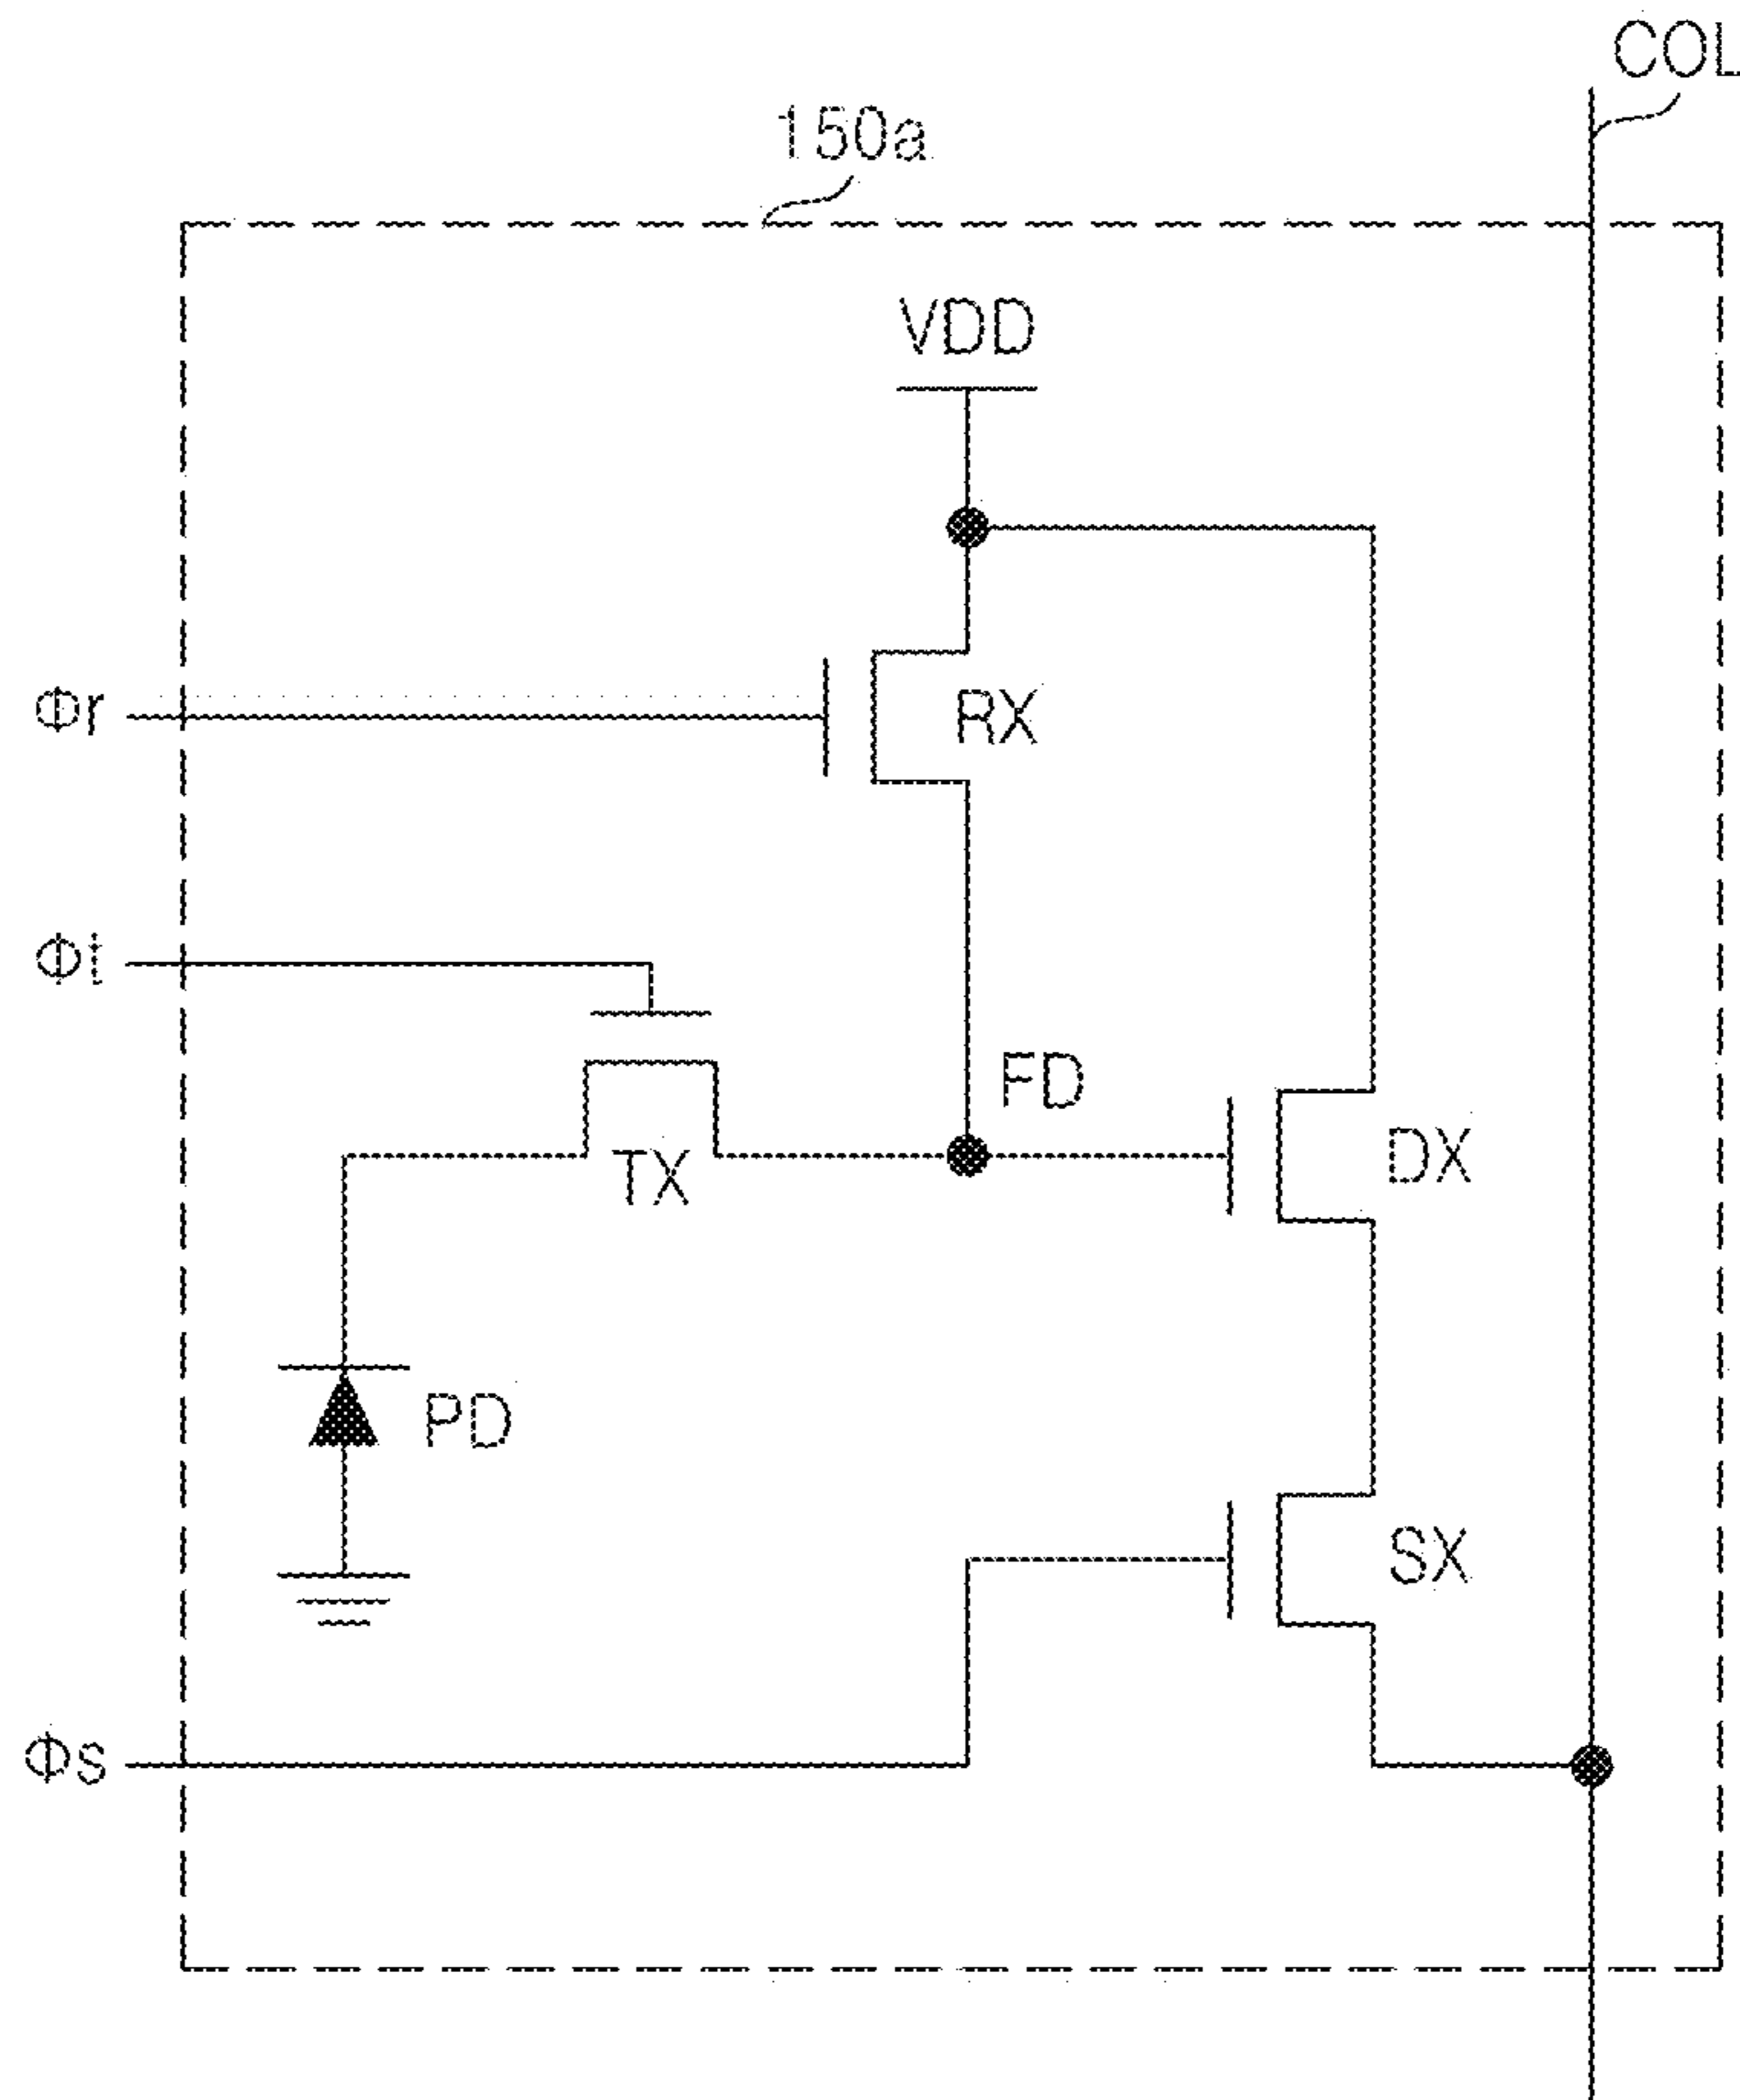 COL
150a
VDD
Φr
RX
Φt
FD
TX
DX
PD
SX
Φs